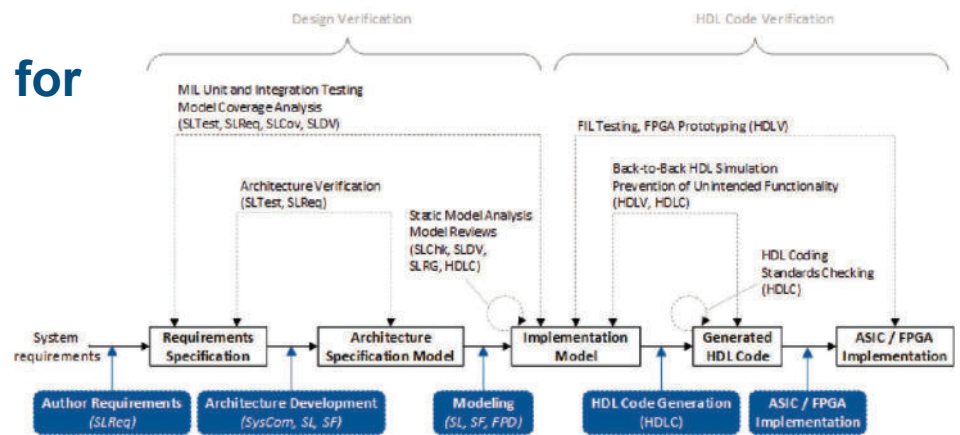 Design Verification
HDL Code Verification
for
MIL Unit and Integration Testing
Model Coverage Analysis
(SLTest, SLReq, SLCov, SLDV)
FIL Testing, FPGA Prototyping (HDLV)
Architecture Verification
(SLTest, SLReq)
Back-to-Back HDL Simulation
Prevention of Unintended Functionality
(HDLV, HDLC)
Static Model Analysis
Model Reviews
(SLChk, SLDV,
SLRG, HDLC)
HDL Coding
Standards Checking
(HDLC)
System
requirements
Requirements
Specification
Architecture
Specification Model
Implementation
Model
Generated
HDL Code
ASIC / FPGA
Implementation
Author Requirements
(SLReq)
Architecture Development
(SysCom, SL, SF)
Modeling
(SL, SF, FPD)
HDL Code Generation
(HDLC)
ASIC / FPGA
Implementation